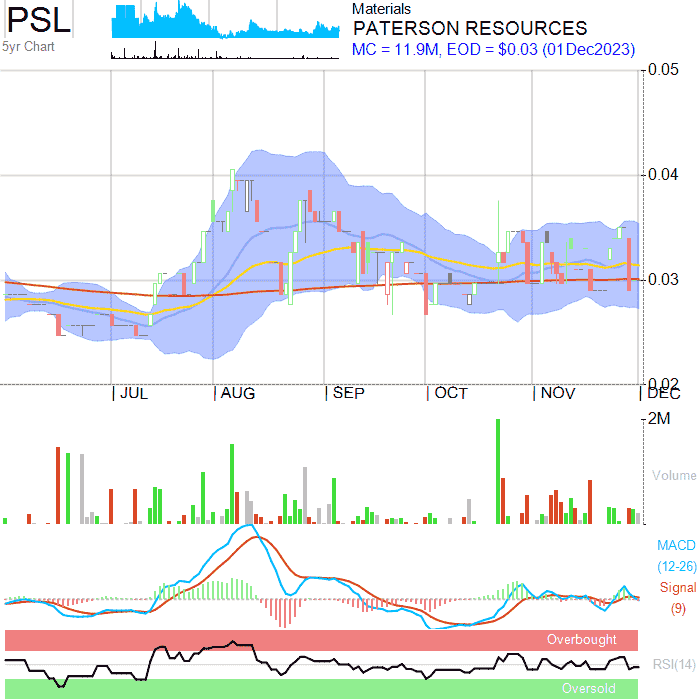 PSL
5yr Chart
Materials
PATERSON RESOURCES
MC = 11.9M, EOD = $0.03 (01Dec2023)
0.05
0.04
0.03
0.02
JUL
AUG
SEP
OCT
NOV
DEC
2M
Volume
MACD
(12-26)
Signal
(9)
Overbought
RSI(14)
Oversold